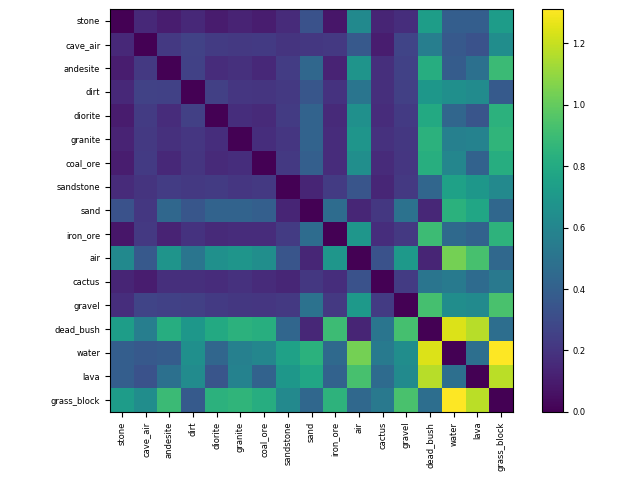 stone
cave_air
andesite
dirt
diorite
granite
coal_ore
sandstone
sand
iron_ore
air
cactus
gravel
dead_bush
water
lava
grass_block
stone
cave_air
andesite
dirt
diorite
granite
coal_ore
sandstone
sand
iron_ore
air
cactus
gravel
dead_bush
water
lava
grass_block
1.2
1.0
0.8
0.6
0.4
0.2
0.0